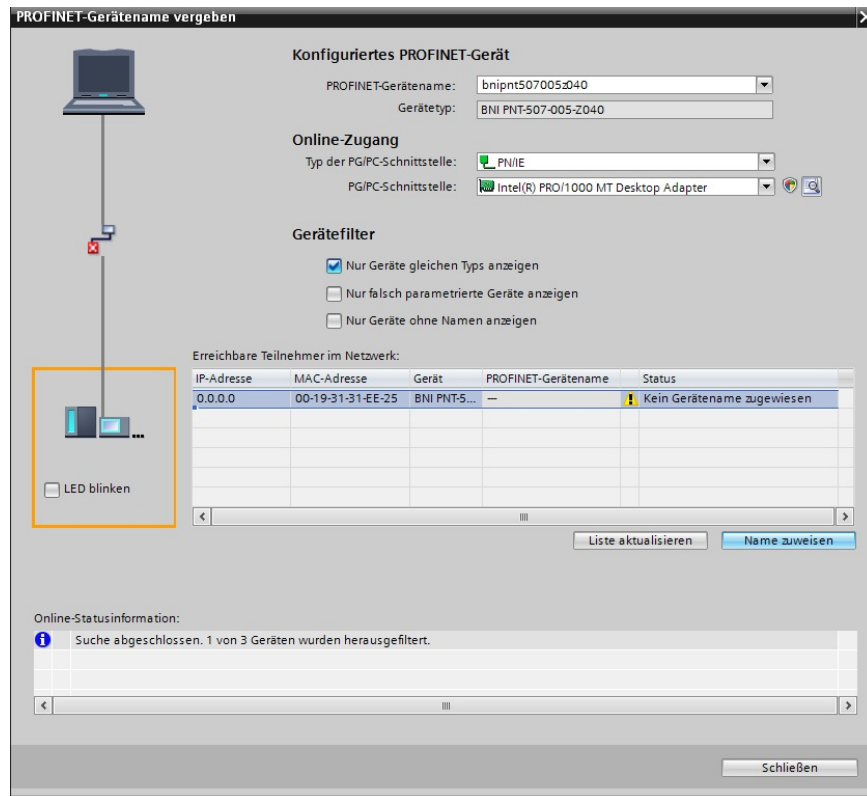 PROFINET-Gerätename vergeben
Konfiguriertes PROFINET-Gerät
PROFINET-Gerätename: bnipnt507005z040
Gerätetyp: BNI PNT-507-005-Z040
Online-Zugang
Typ der PG/PC-Schnittstelle: PN/IE
PG/PC-Schnittstelle: Intel(R) PRO/1000 MT Desktop Adapter
Gerätefilter
Nur Geräte gleichen Typs anzeigen
Nur falsch parametrierte Geräte anzeigen
Nur Geräte ohne Namen anzeigen
Erreichbare Teilnehmer im Netzwerk:
IP-Adresse MAC-Adresse Gerät PROFINET-Gerätename Status
0.0.0.0 00-19-31-31-EE-25 BNI PNT-5... — Kein Gerätename zugewiesen
...
LED blinken
Liste aktualisieren Name zuweisen
Online-Statusinformation:
Suche abgeschlossen. 1 von 3 Geräten wurden herausgefiltert.
Schließen